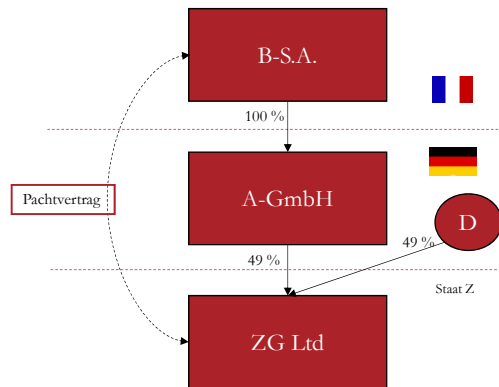 B-S.A.
100 %
Pachtvertrag
A-GmbH
D
49 %
49 %
Staat Z
ZG Ltd